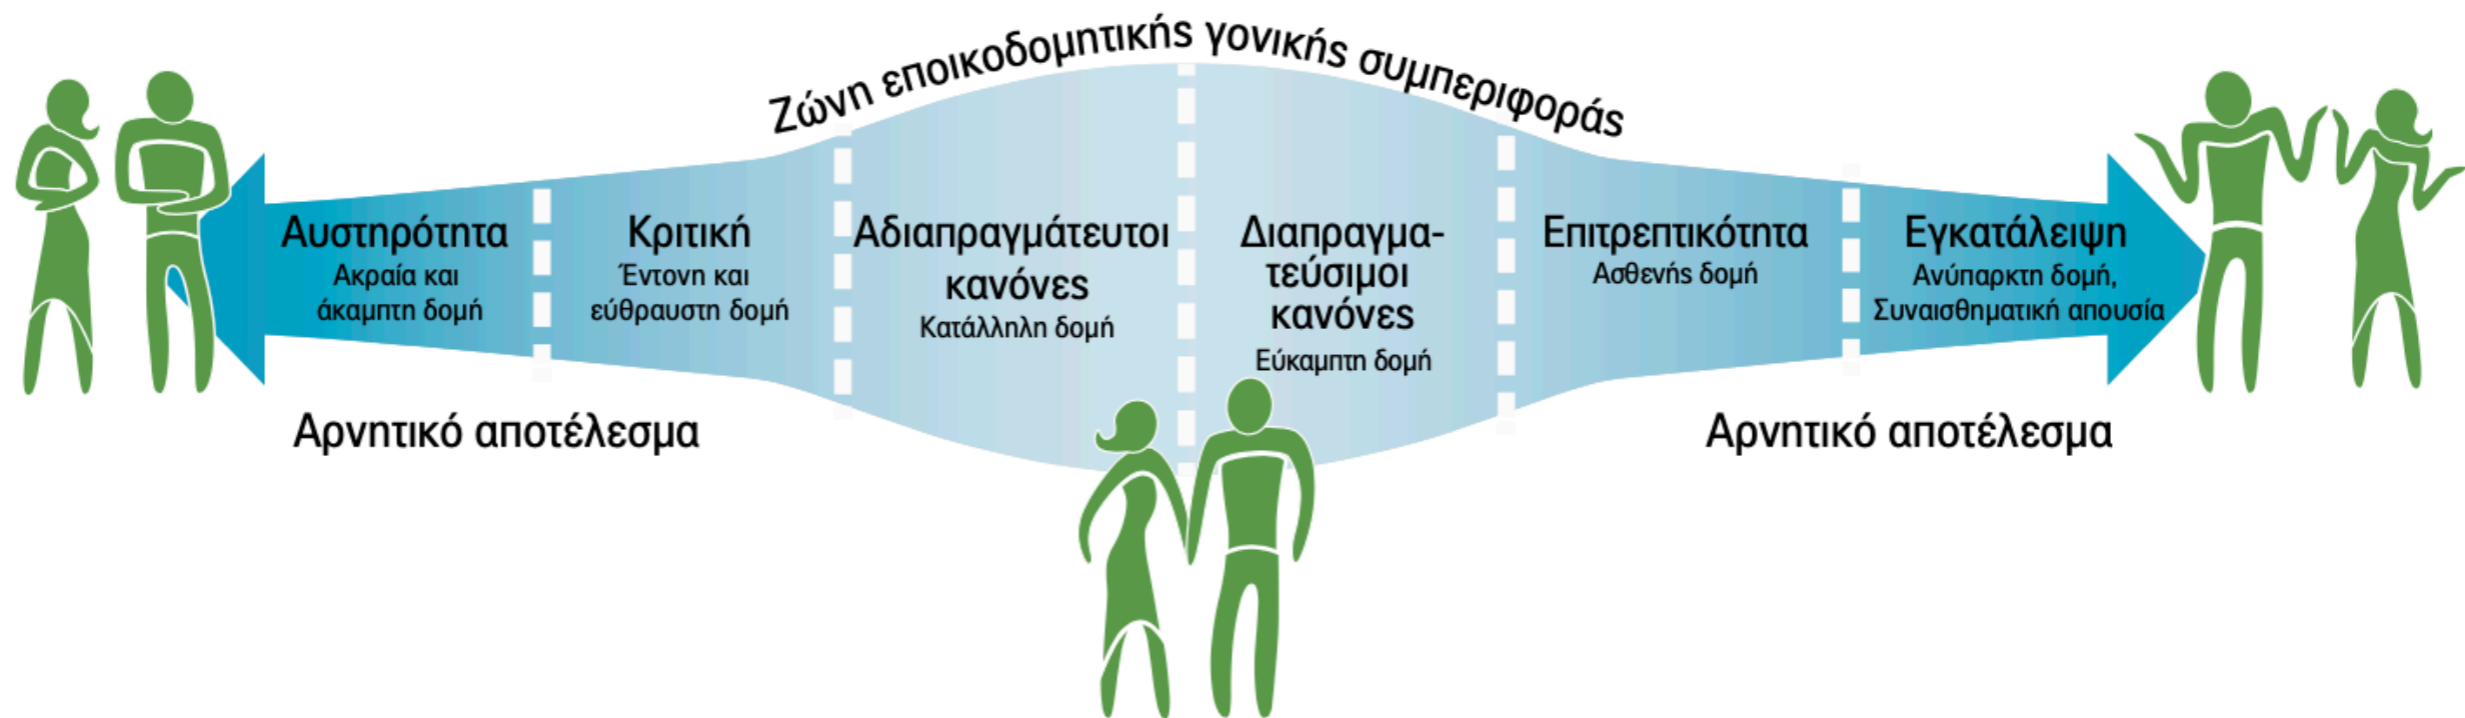 Ζώνη εποικοδομητικής γονικής συμπεριφοράς
Αυστηρότητα
Ακραία και
άκαμπτη δομή
Κριτική
Έντονη και
εύθραυστη δομή
Αδιαπραγμάτευτοι
κανόνες
Κατάλληλη δομή
Διαπραγμα-
τεύσιμοι
κανόνες
Εύκαμπτη δομή
Επιτρεπτικότητα
Ασθενής δομή
Εγκατάλειψη
Ανύπαρκτη δομή,
Συναισθηματική απουσία
Αρνητικό αποτέλεσμα
Αρνητικό αποτέλεσμα